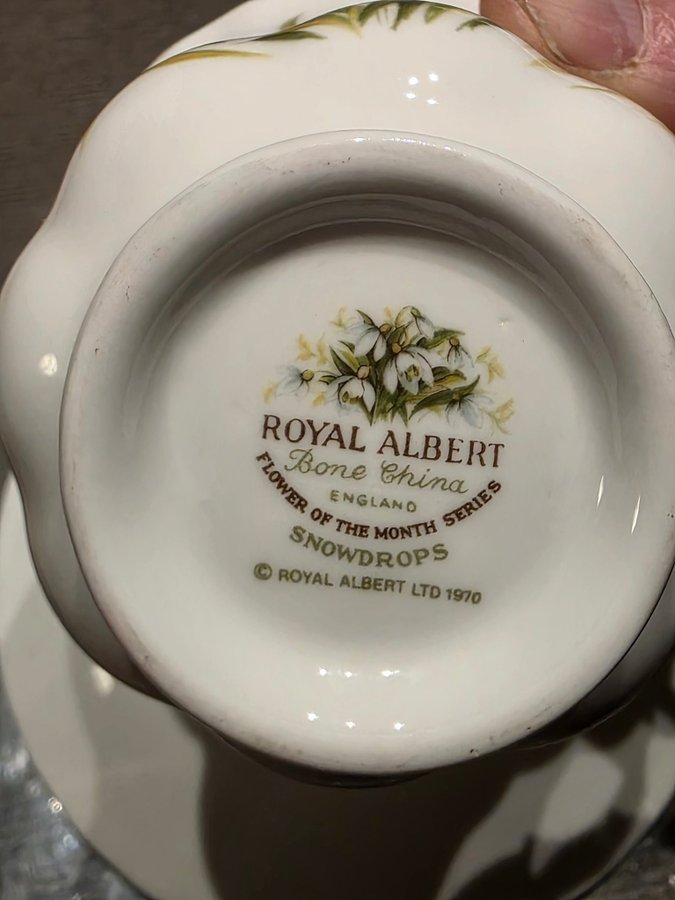 ROYAL ALBERT
Bone China
ENGLAND
FLOWER OF THE MONTH SERIES
SNOWDROPS
© ROYAL ALBERT LTD 1970